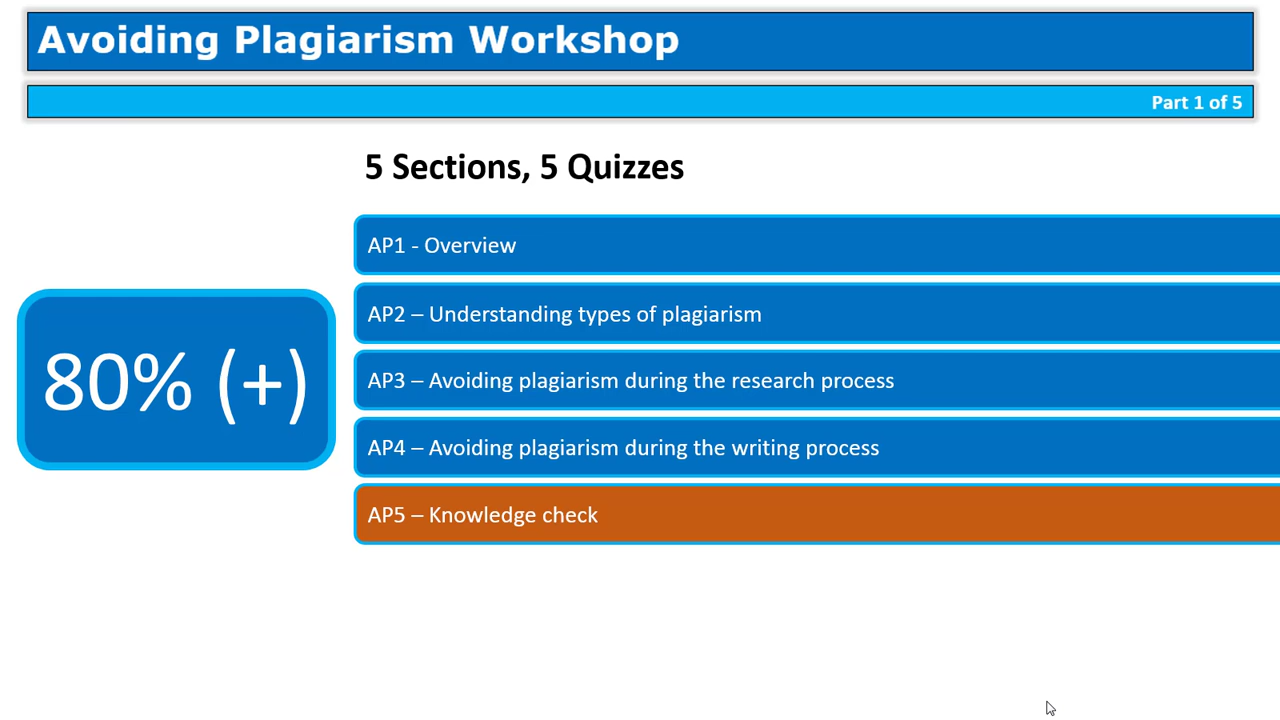 Avoiding Plagiarism Workshop
Part 1 of 5
5 Sections, 5 Quizzes
80% (+)
AP1 - Overview
AP2 – Understanding types of plagiarism
AP3 – Avoiding plagiarism during the research process
AP4 – Avoiding plagiarism during the writing process
AP5 – Knowledge check